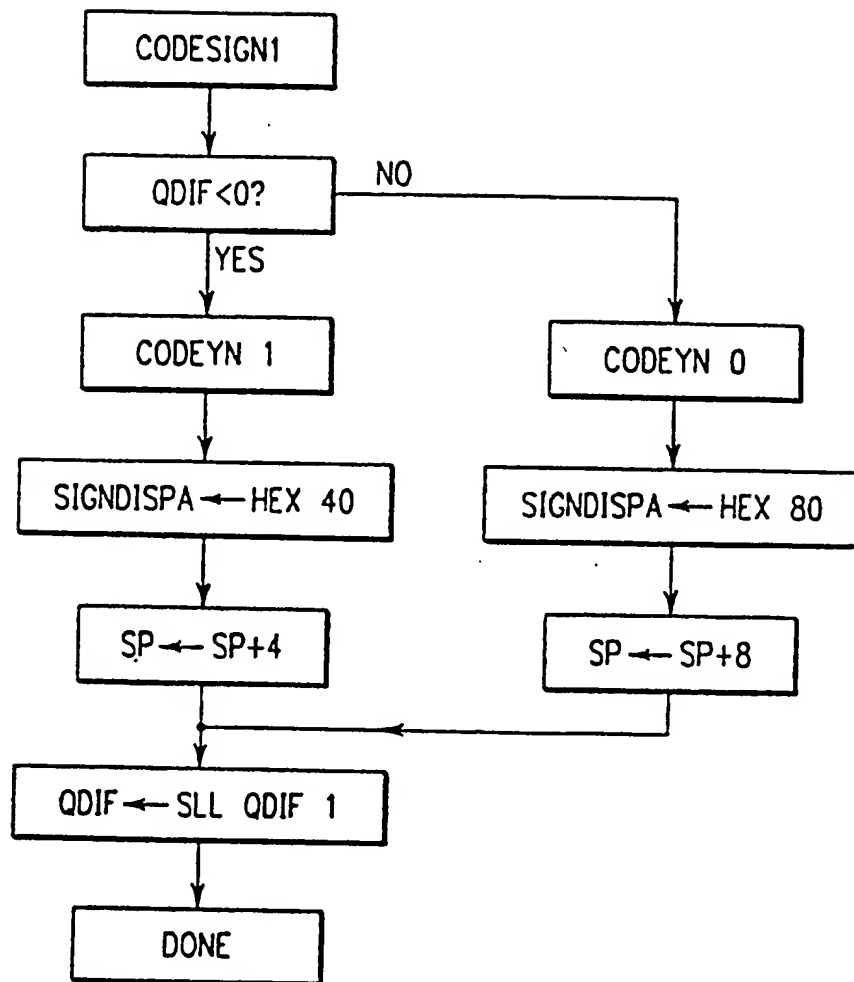 CODESIGN1
QDIF<0?
NO
YES
CODEYN 1
CODEYN 0
SIGNDISPA ← HEX 40
SIGNDISPA ← HEX 80
SP ← SP+4
SP ← SP+8
QDIF ← SLL QDIF 1
DONE